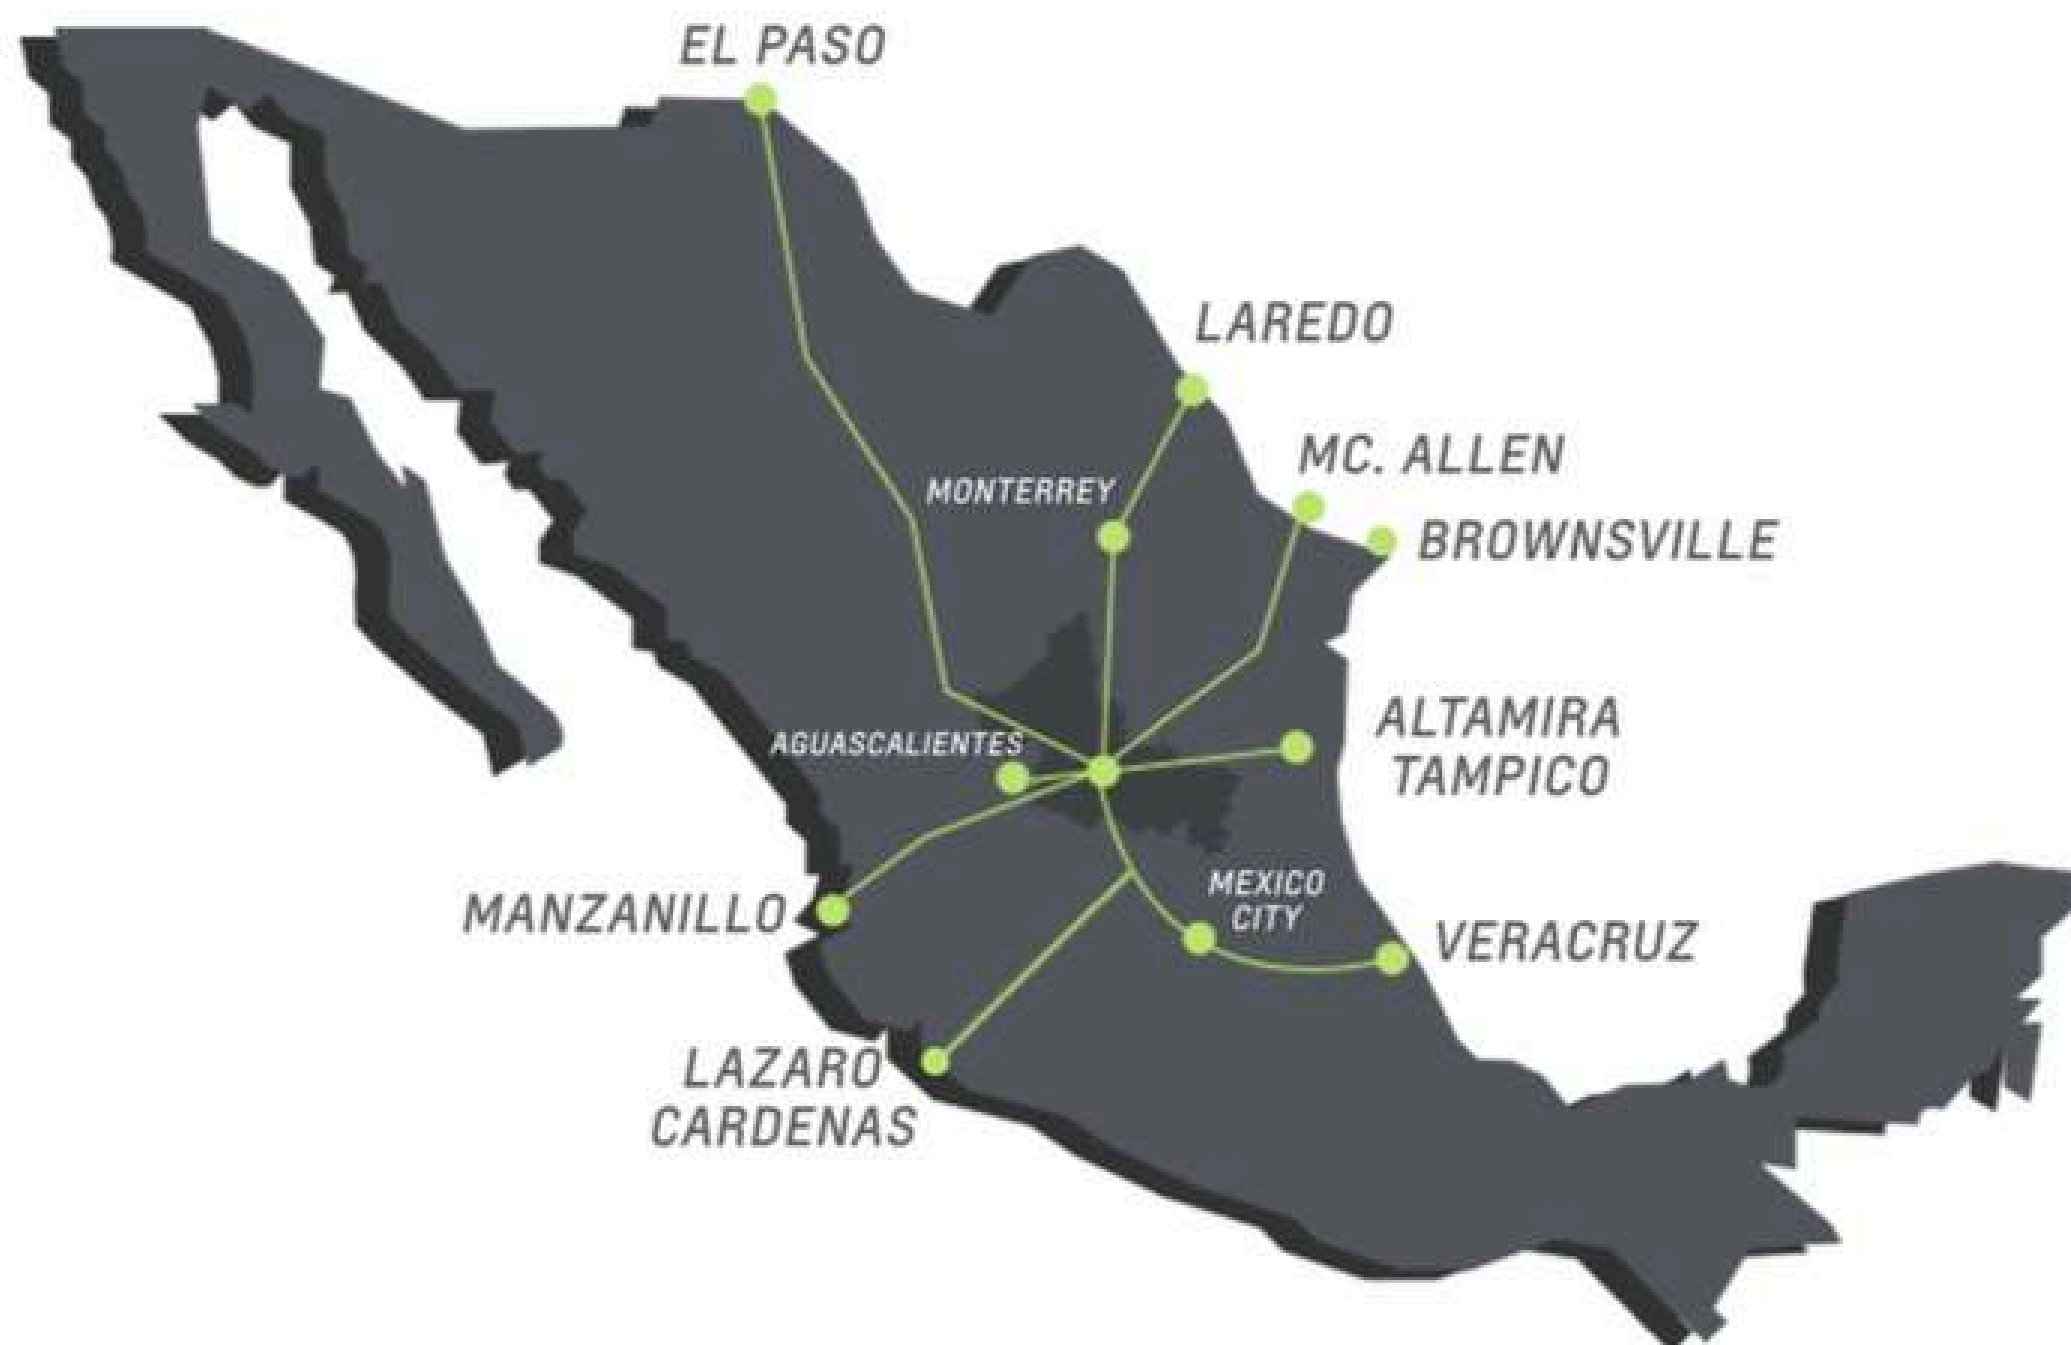 EL PASO
LAREDO
MC. ALLEN
MONTERREY
BROWNSVILLE
ALTAMIRA
TAMPICO
AGUASCALIENTES
MEXICO
CITY
MANZANILLO
VERACRUZ
LAZARO
CARDENAS